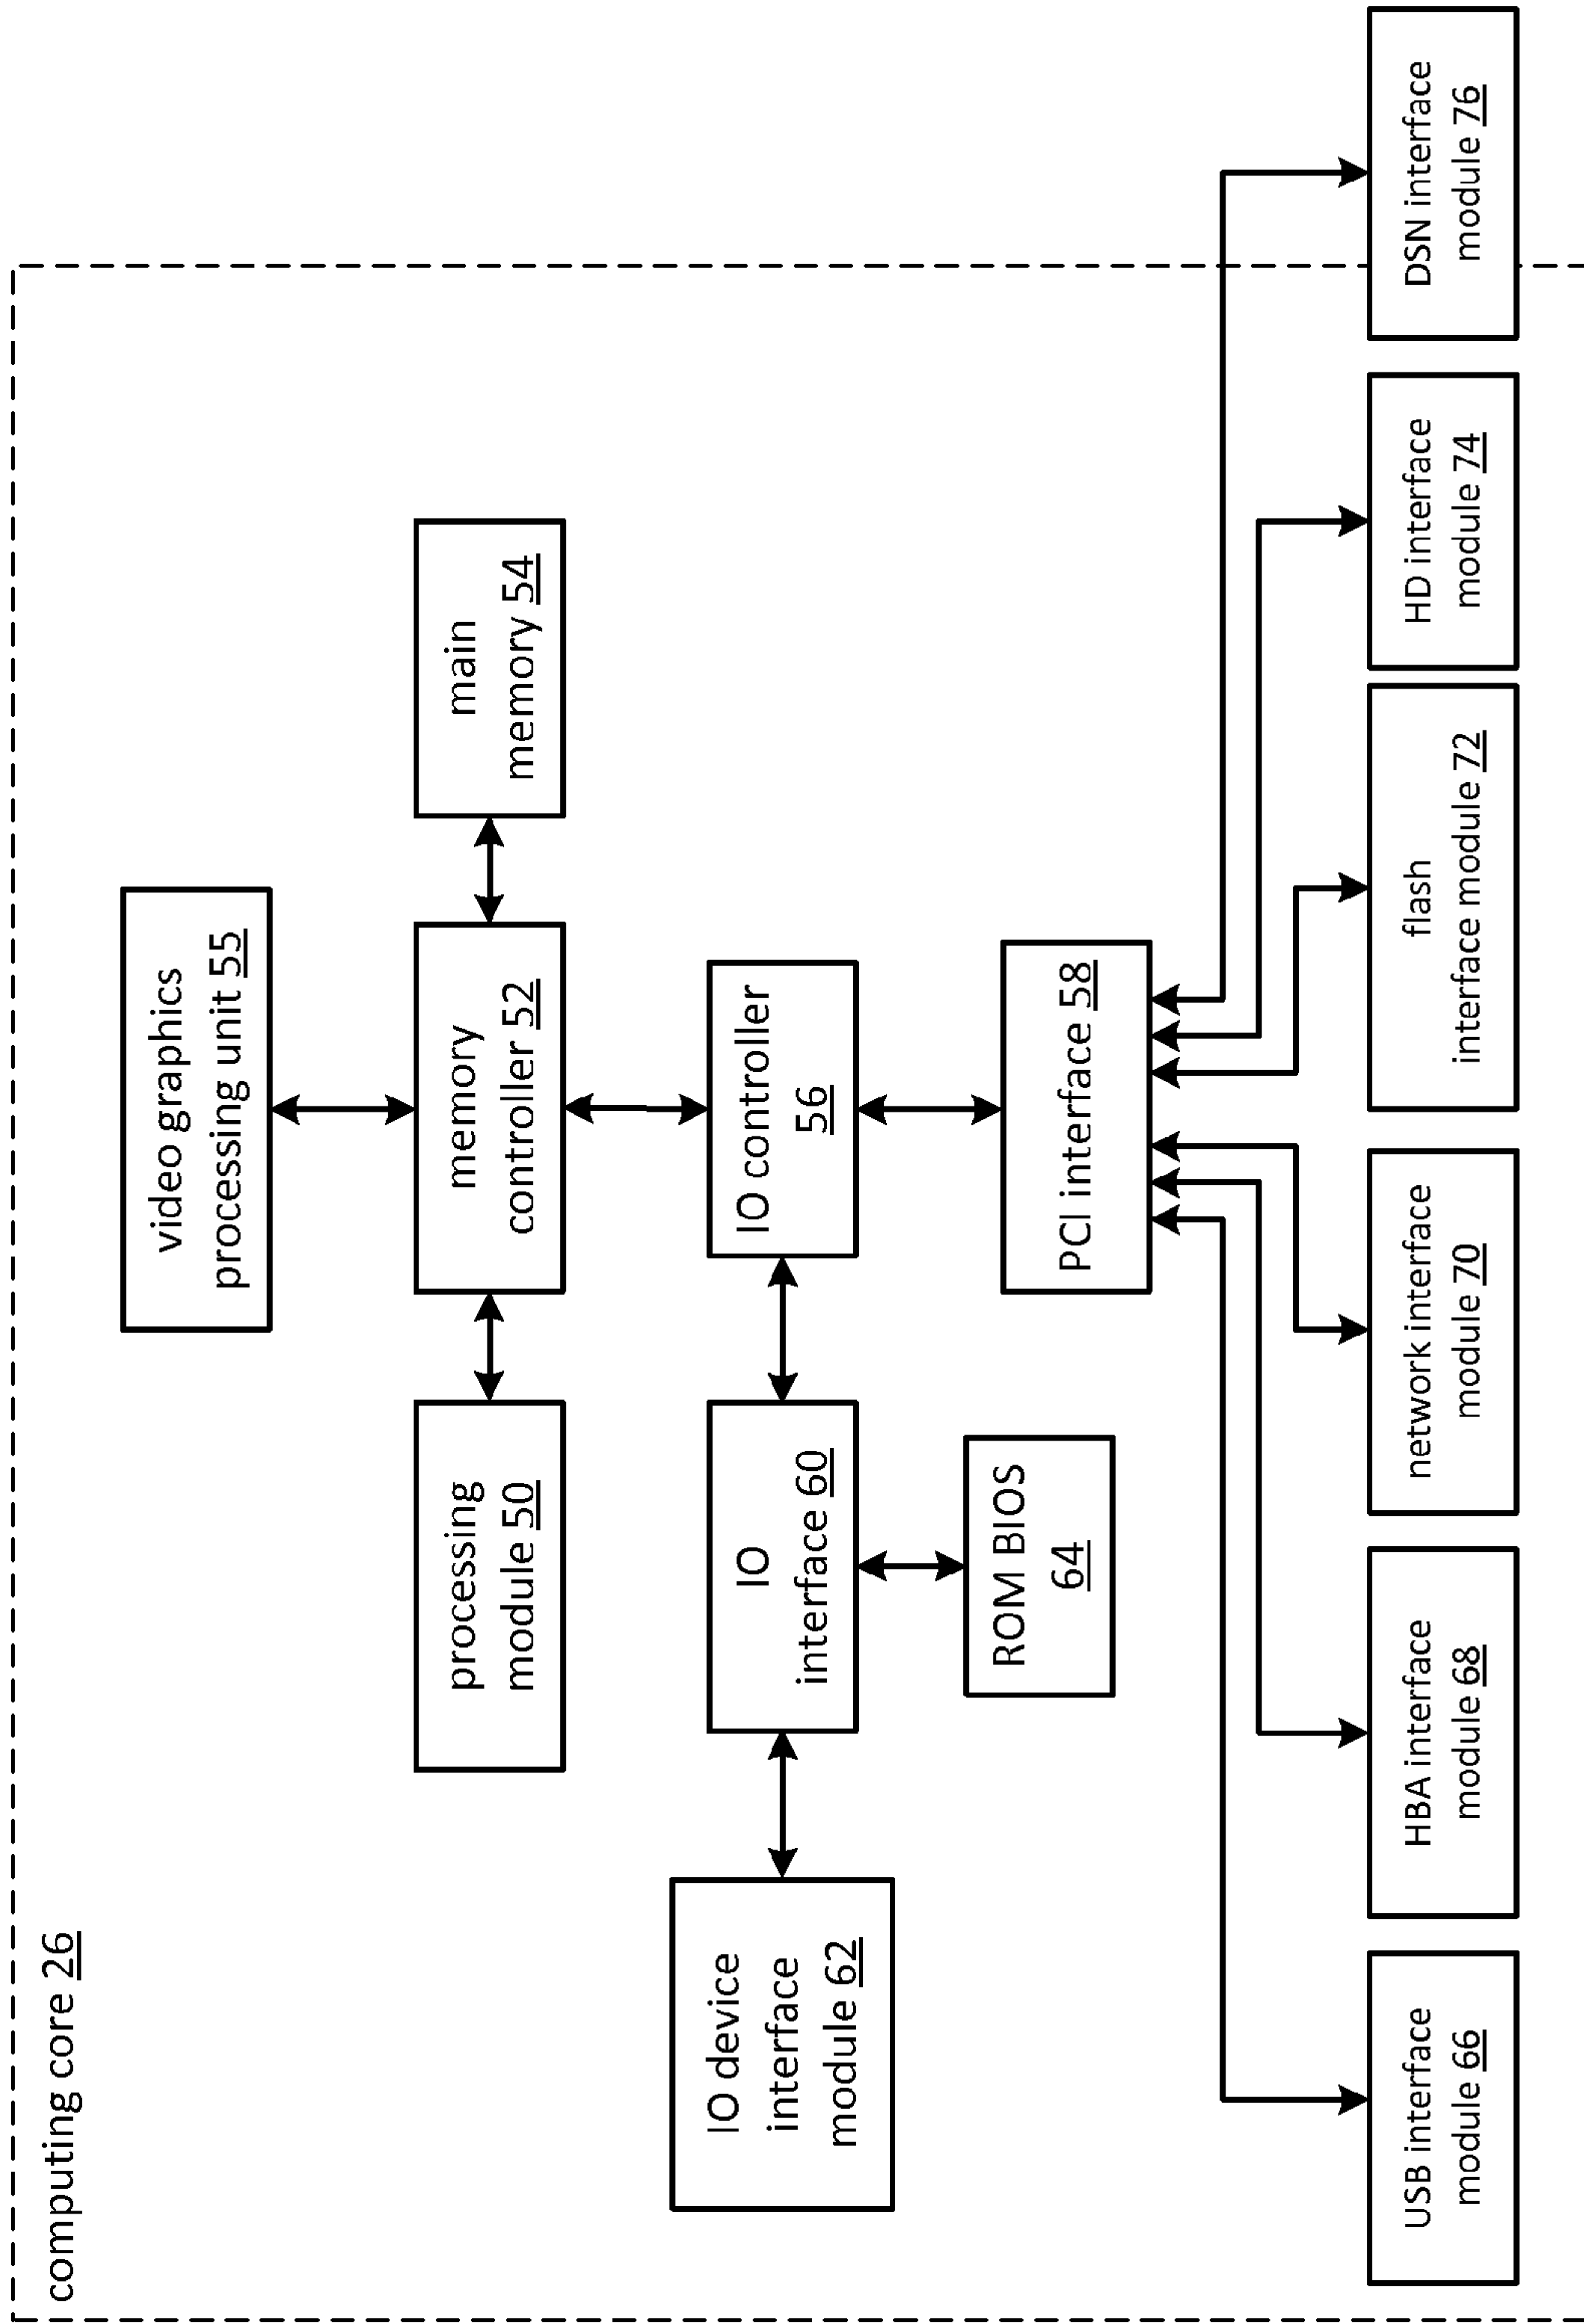 computing core 26
video graphics
processing unit 55
processing
module 50
memory
controller 52
main
memory 54
IO device
interface
module 62
IO
interface 60
IO controller
56
ROM BIOS
64
PCI interface 58
USB interface
module 66
HBA interface
module 68
network interface
module 70
flash
interface module 72
HD interface
module 74
DSN interface
module 76